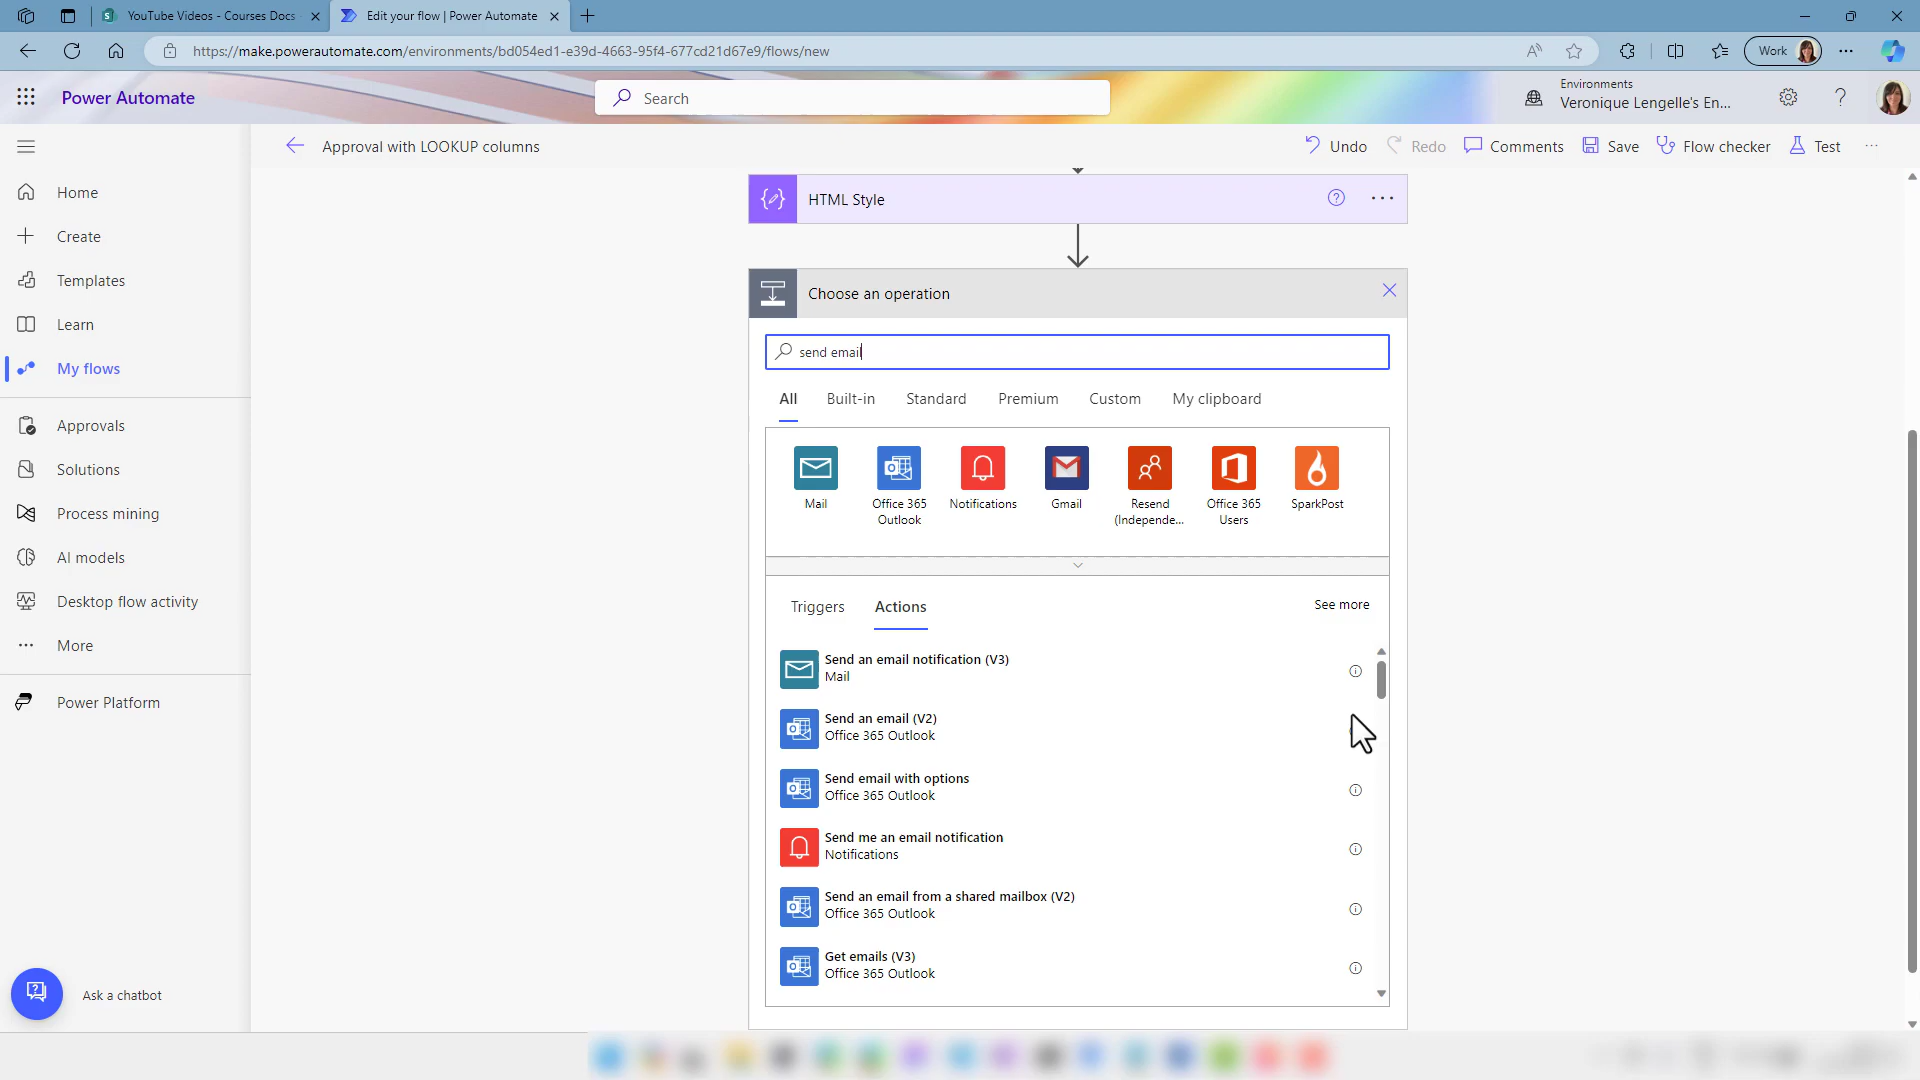 YouTube Videos - Courses Docs
Edit your flow | Power Automate
https://make.powerautomate.com/environments/bd054ed1-e39d-4663-95f4-677cd21d67e9/flows/new
Work
Power Automate
Search
Environments
Veronique Lengelle's En...
Approval with LOOKUP columns
Undo
Redo
Comments
Save
Flow checker
Test
Home
Create
Templates
Learn
My flows
Approvals
Solutions
Process mining
AI models
Desktop flow activity
More
Power Platform
Ask a chatbot
HTML Style
Choose an operation
send email
All
Built-in
Standard
Premium
Custom
My clipboard
Mail
Office 365
Outlook
Notifications
Gmail
Resend
(Independe...
Office 365
Users
SparkPost
Triggers
Actions
See more
Send an email notification (V3)
Mail
Send an email (V2)
Office 365 Outlook
Send email with options
Office 365 Outlook
Send me an email notification
Notifications
Send an email from a shared mailbox (V2)
Office 365 Outlook
Get emails (V3)
Office 365 Outlook